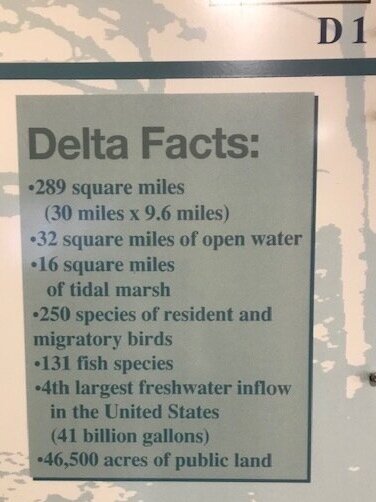 D 1
Delta Facts:
•289 square miles
(30 miles x 9.6 miles)
•32 square miles of open water
•16 square miles
of tidal marsh
•250 species of resident and
migratory birds
•131 fish species
•4th largest freshwater inflow
in the United States
(41 billion gallons)
•46,500 acres of public land